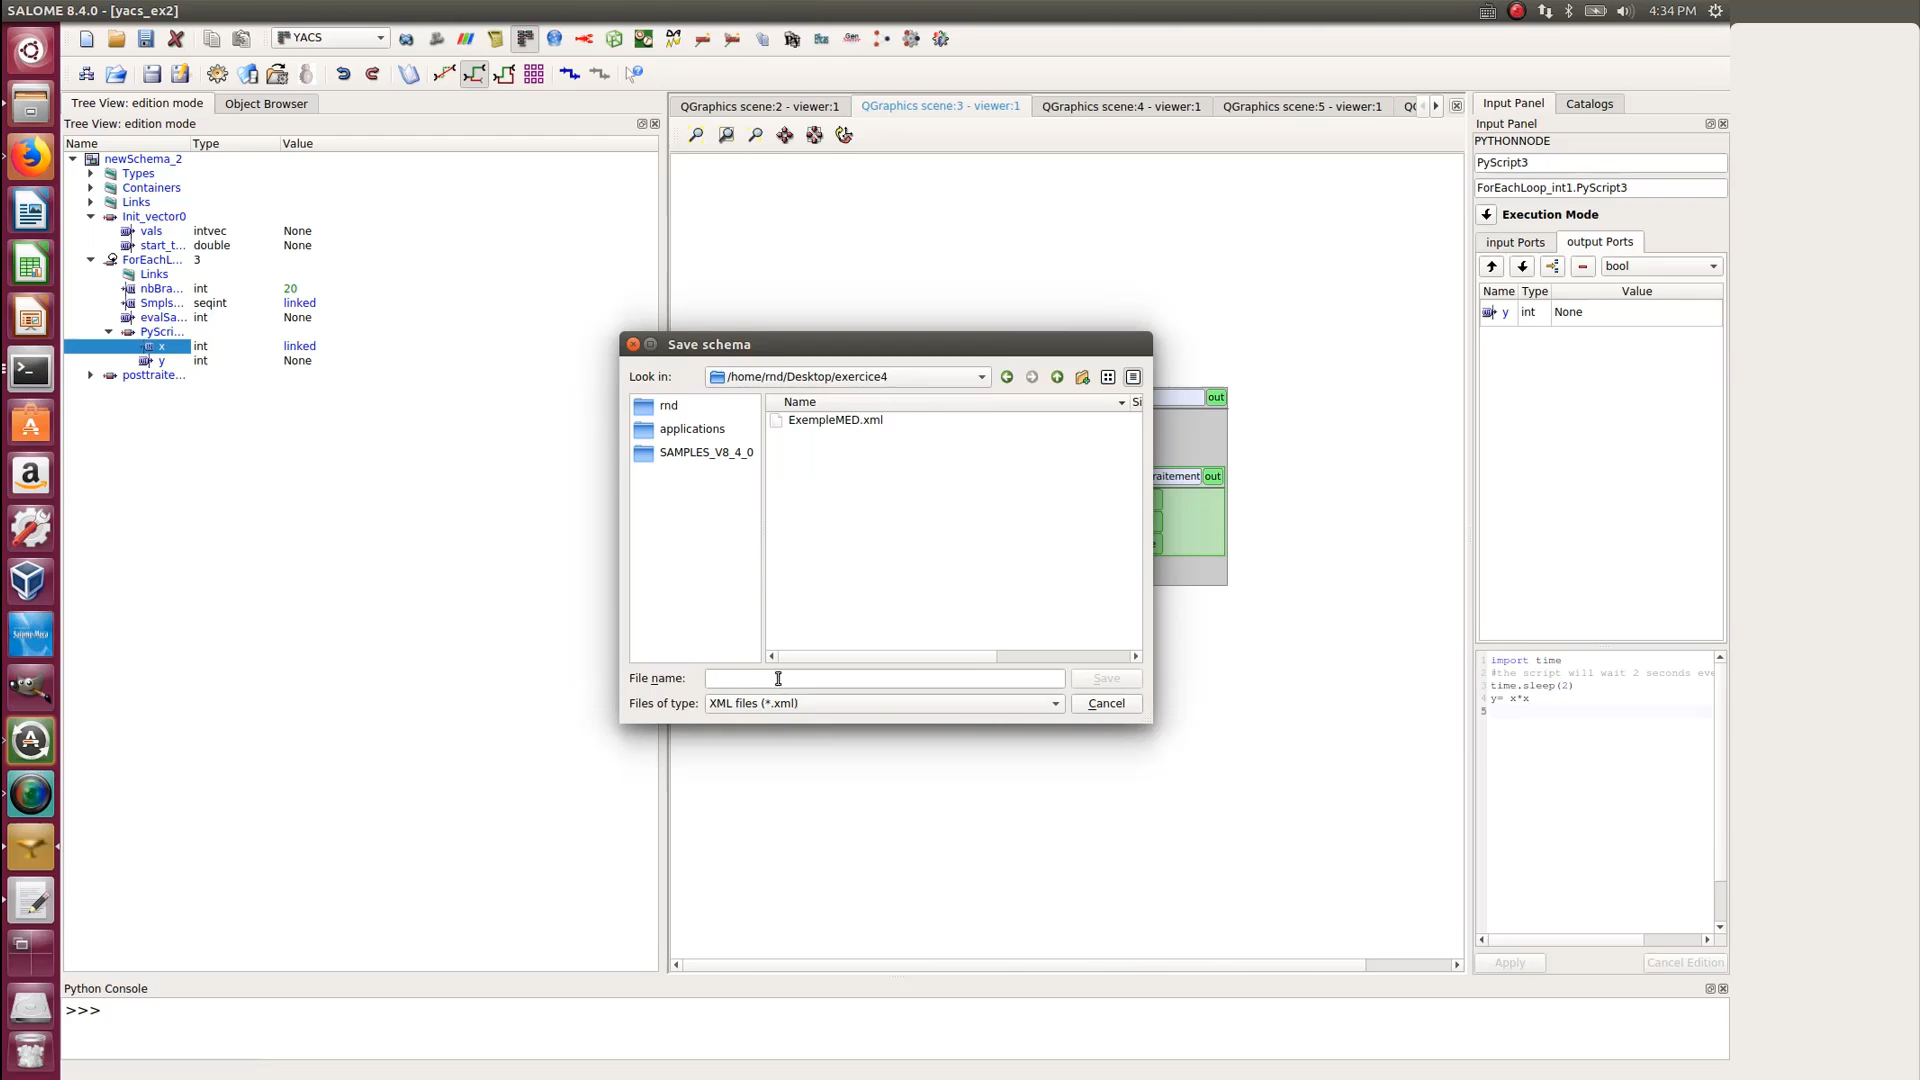 SALOME 8.4.0 - [yacs_ex2]
4:34 PM
YACS
Tree View: edition mode
Object Browser
Tree View: edition mode
Name Type Value
newSchema_2
Types
Containers
Links
Init_vector0
vals intvec None
start_t... double None
ForEachL... 3
Links
nbBra... int 20
Smpls... seqint linked
evalSa... int None
PyScri...
x int linked
y int None
posttraite...
QGraphics scene:2 - viewer:1
QGraphics scene:3 - viewer:1
QGraphics scene:4 - viewer:1
QGraphics scene:5 - viewer:1
out
raitement out
Save schema
Look in: /home/rnd/Desktop/exercice4
rnd
applications
SAMPLES_V8_4_0
Name Si
ExempleMED.xml
File name: Save
Files of type: XML files (*.xml) Cancel
Input Panel Catalogs
Input Panel
PYTHONNODE
PyScript3
ForEachLoop_int1.PyScript3
Execution Mode
input Ports output Ports
bool
Name Type Value
y int None
1 import time
2 #the script will wait 2 seconds eve
3 time.sleep(2)
4 y= x*x
5
Apply Cancel Edition
Python Console
>>>